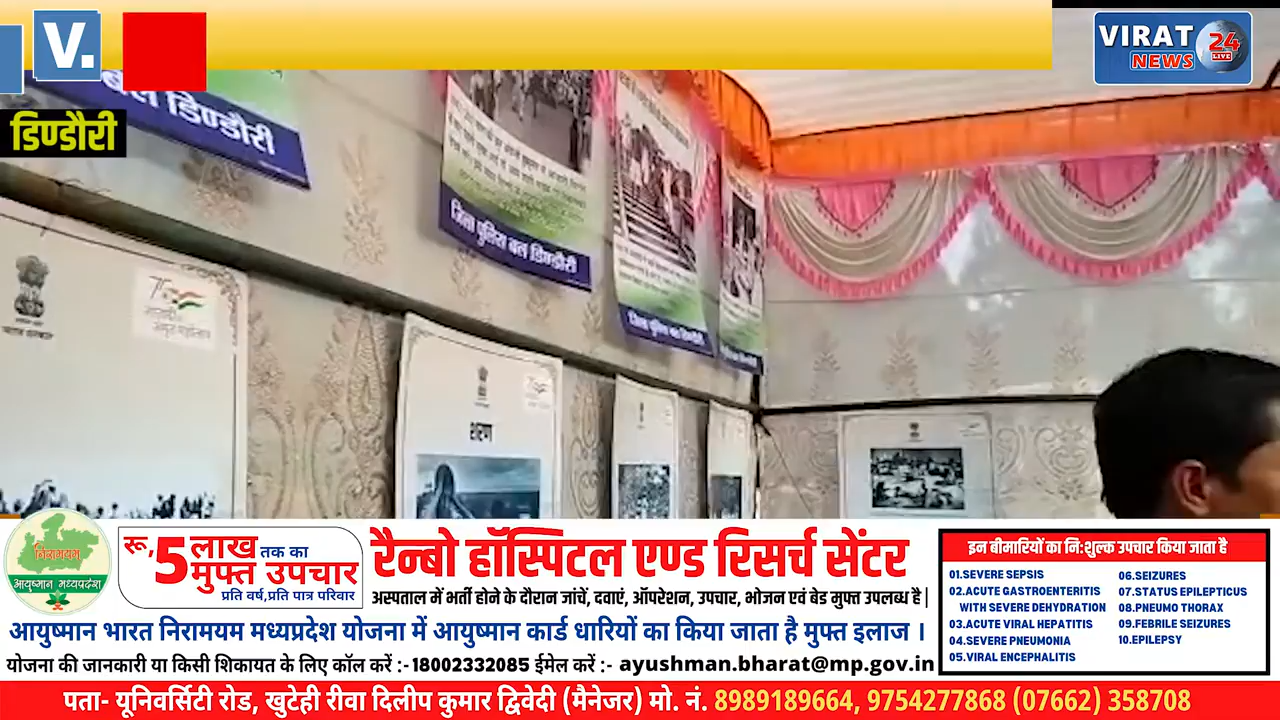 V.
VIRAT
NEWS
24
LIVE
डिण्डौरी
बल डिण्डौरी
जिला पुलिस बल डिण्डौरी
जिला पुलिस बल डिण्डौरी
75
शरण
निरामयम
आयुष्मान मध्यप्रदेश
रू,5 लाख तक का
मुफ्त उपचार
प्रति वर्ष,प्रति पात्र परिवार
रैन्बो हॉस्पिटल एण्ड रिसर्च सेंटर
अस्पताल में भर्ती होने के दौरान जांचें, दवाएं, ऑपरेशन, उपचार, भोजन एवं बेड मुफ्त उपलब्ध है|
आयुष्मान भारत निरामयम मध्यप्रदेश योजना में आयुष्मान कार्ड धारियों का किया जाता है मुफ्त इलाज ।
योजना की जानकारी या किसी शिकायत के लिए कॉल करें :-18002332085 ईमेल करें :- ayushman.bharat@mp.gov.in
इन बीमारियों का नि:शुल्क उपचार किया जाता है
01.SEVERE SEPSIS
02.ACUTE GASTROENTERITIS
WITH SEVERE DEHYDRATION
03.ACUTE VIRAL HEPATITIS
04.SEVERE PNEUMONIA
05.VIRAL ENCEPHALITIS
06.SEIZURES
07.STATUS EPILEPTICUS
08.PNEUMO THORAX
09.FEBRILE SEIZURES
10.EPILEPSY
पता- यूनिवर्सिटी रोड, खुटेही रीवा दिलीप कुमार द्विवेदी (मैनेजर) मो. नं. 8989189664, 9754277868 (07662) 358708